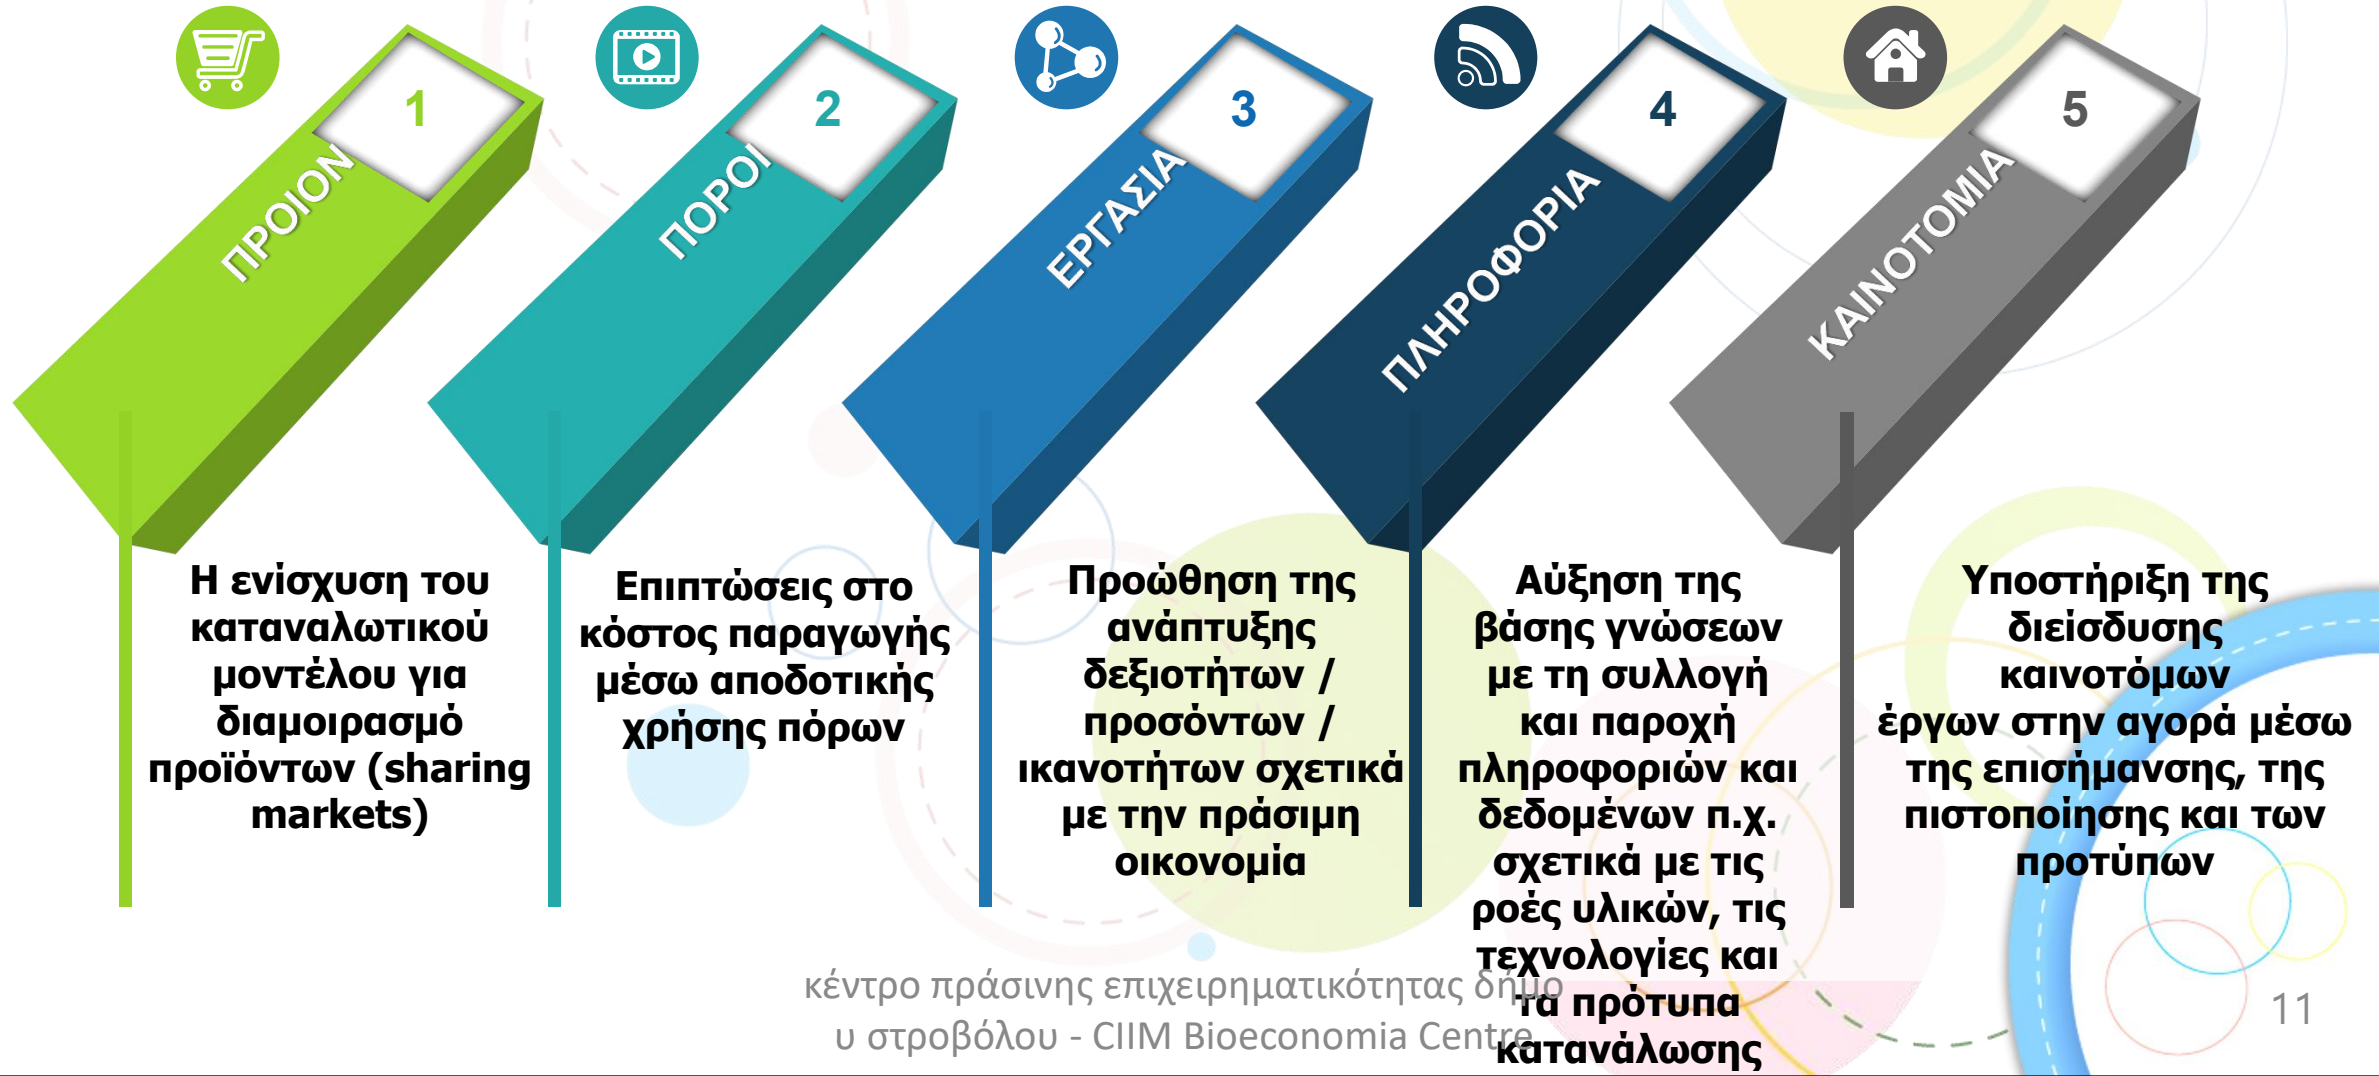 1
ΠΡΟΙΟΝ
Η ενίσχυση του
καταναλωτικού
μοντέλου για
διαμοιρασμό
προϊόντων (sharing
markets)
2
ΠΟΡΟΙ
Επιπτώσεις στο
κόστος παραγωγής
μέσω αποδοτικής
χρήσης πόρων
3
ΕΡΓΑΣΙΑ
Προώθηση της
ανάπτυξης
δεξιοτήτων /
προσόντων /
ικανοτήτων σχετικά
με την πράσιμη
οικονομία
4
ΠΛΗΡΟΦΟΡΙΑ
Αύξηση της
βάσης γνώσεων
με τη συλλογή
και παροχή
πληροφοριών και
δεδομένων π.χ.
σχετικά με τις
ροές υλικών, τις
τεχνολογίες και
τα πρότυπα
κατανάλωσης
5
ΚΑΙΝΟΤΟΜΙΑ
Υποστήριξη της
διείσδυσης
καινοτόμων
έργων στην αγορά μέσω
της επισήμανσης, της
πιστοποίησης και των
προτύπων
κέντρο πράσινης επιχειρηματικότητας δήμο
υ στροβόλου - CIIM Bioeconomia Centre
11